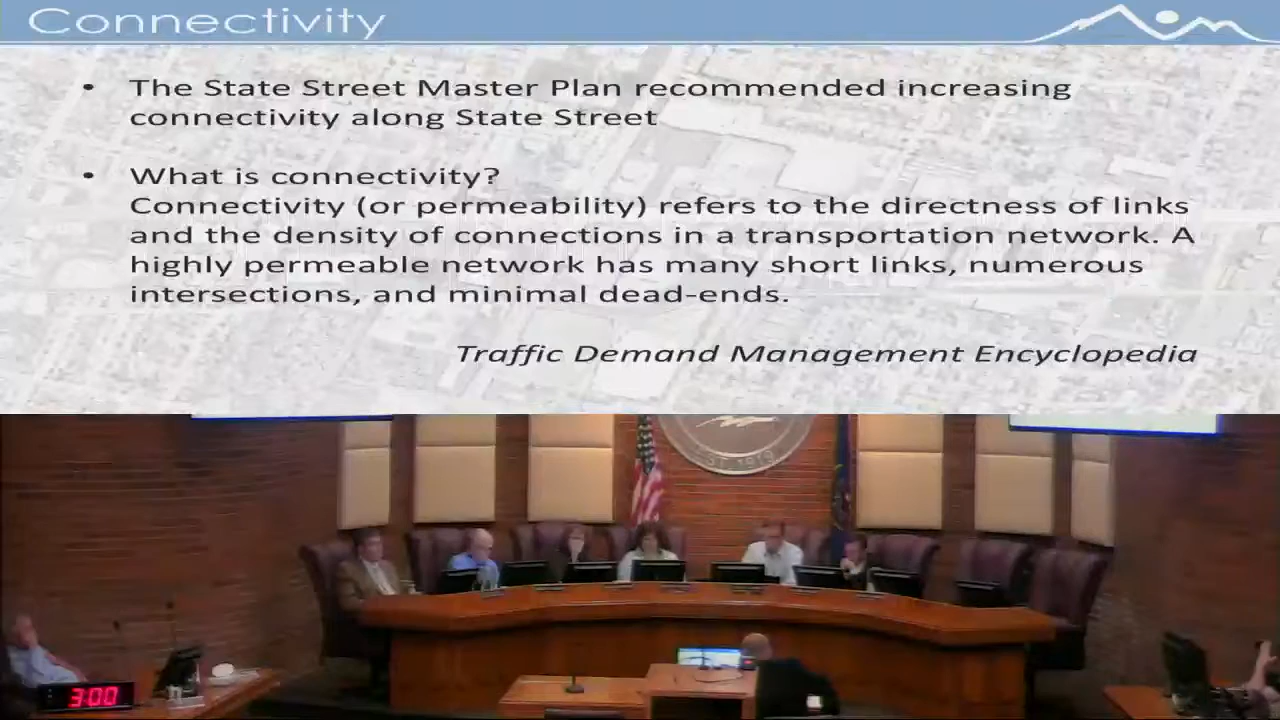 Connectivity
• The State Street Master Plan recommended increasing
connectivity along State Street
• What is connectivity?
Connectivity (or permeability) refers to the directness of links
and the density of connections in a transportation network. A
highly permeable network has many short links, numerous
intersections, and minimal dead-ends.
Traffic Demand Management Encyclopedia
EST. 1919
3:00